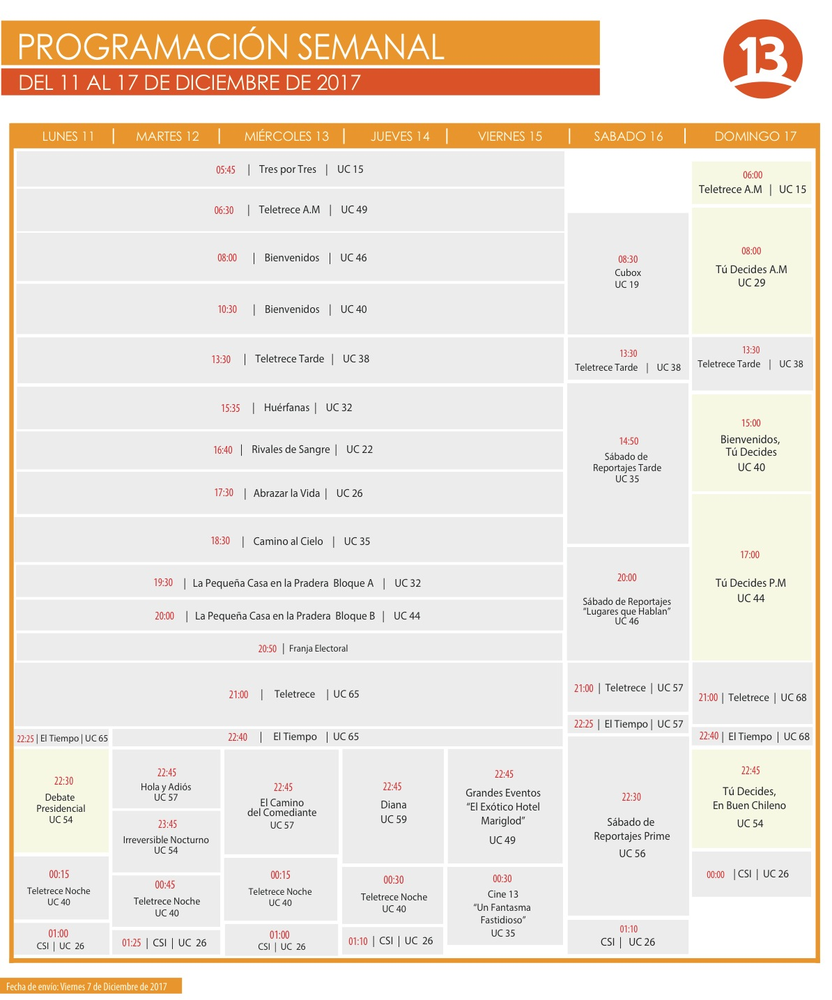 PROGRAMACIÓN SEMANAL
DEL 11 AL 17 DE DICIEMBRE DE 2017
13
LUNES 11 | MARTES 12 | MIÉRCOLES 13 | JUEVES 14 | VIERNES 15 | SABADO 16 | DOMINGO 17
05:45 | Tres por Tres | UC 15
06:30 | Teletrece A.M | UC 49
08:00 | Bienvenidos | UC 46
10:30 | Bienvenidos | UC 40
13:30 | Teletrece Tarde | UC 38
15:35 | Huérfanas | UC 32
16:40 | Rivales de Sangre | UC 22
17:30 | Abrazar la Vida | UC 26
18:30 | Camino al Cielo | UC 35
19:30 | La Pequeña Casa en la Pradera Bloque A | UC 32
20:00 | La Pequeña Casa en la Pradera Bloque B | UC 44
20:50 | Franja Electoral
21:00 | Teletrece | UC 65
22:25 | El Tiempo | UC 65
22:40 | El Tiempo | UC 65
22:30
Debate
Presidencial
UC 54
00:15
Teletrece Noche
UC 40
01:00
CSI | UC 26
22:45
Hola y Adiós
UC 57
23:45
Irreversible Nocturno
UC 54
00:45
Teletrece Noche
UC 40
01:25 | CSI | UC 26
22:45
El Camino
del Comediante
UC 57
00:15
Teletrece Noche
UC 40
01:00
CSI | UC 26
22:45
Diana
UC 59
00:30
Teletrece Noche
UC 40
01:10 | CSI | UC 26
22:45
Grandes Eventos
“El Exótico Hotel
Mariglod”
UC 49
00:30
Cine 13
“Un Fantasma
Fastidioso”
UC 35
08:30
Cubox
UC 19
13:30
Teletrece Tarde | UC 38
14:50
Sábado de
Reportajes Tarde
UC 35
20:00
Sábado de Reportajes
“Lugares que Hablan”
UC 46
21:00 | Teletrece | UC 57
22:25 | El Tiempo | UC 57
22:30
Sábado de
Reportajes Prime
UC 56
01:10
CSI | UC 26
06:00
Teletrece A.M | UC 15
08:00
Tú Decides A.M
UC 29
13:30
Teletrece Tarde | UC 38
15:00
Bienvenidos,
Tú Decides
UC 40
17:00
Tú Decides P.M
UC 44
21:00 | Teletrece | UC 68
22:40 | El Tiempo | UC 68
22:45
Tú Decides,
En Buen Chileno
UC 54
00:00 | CSI | UC 26
Fecha de envío: Viernes 7 de Diciembre de 2017